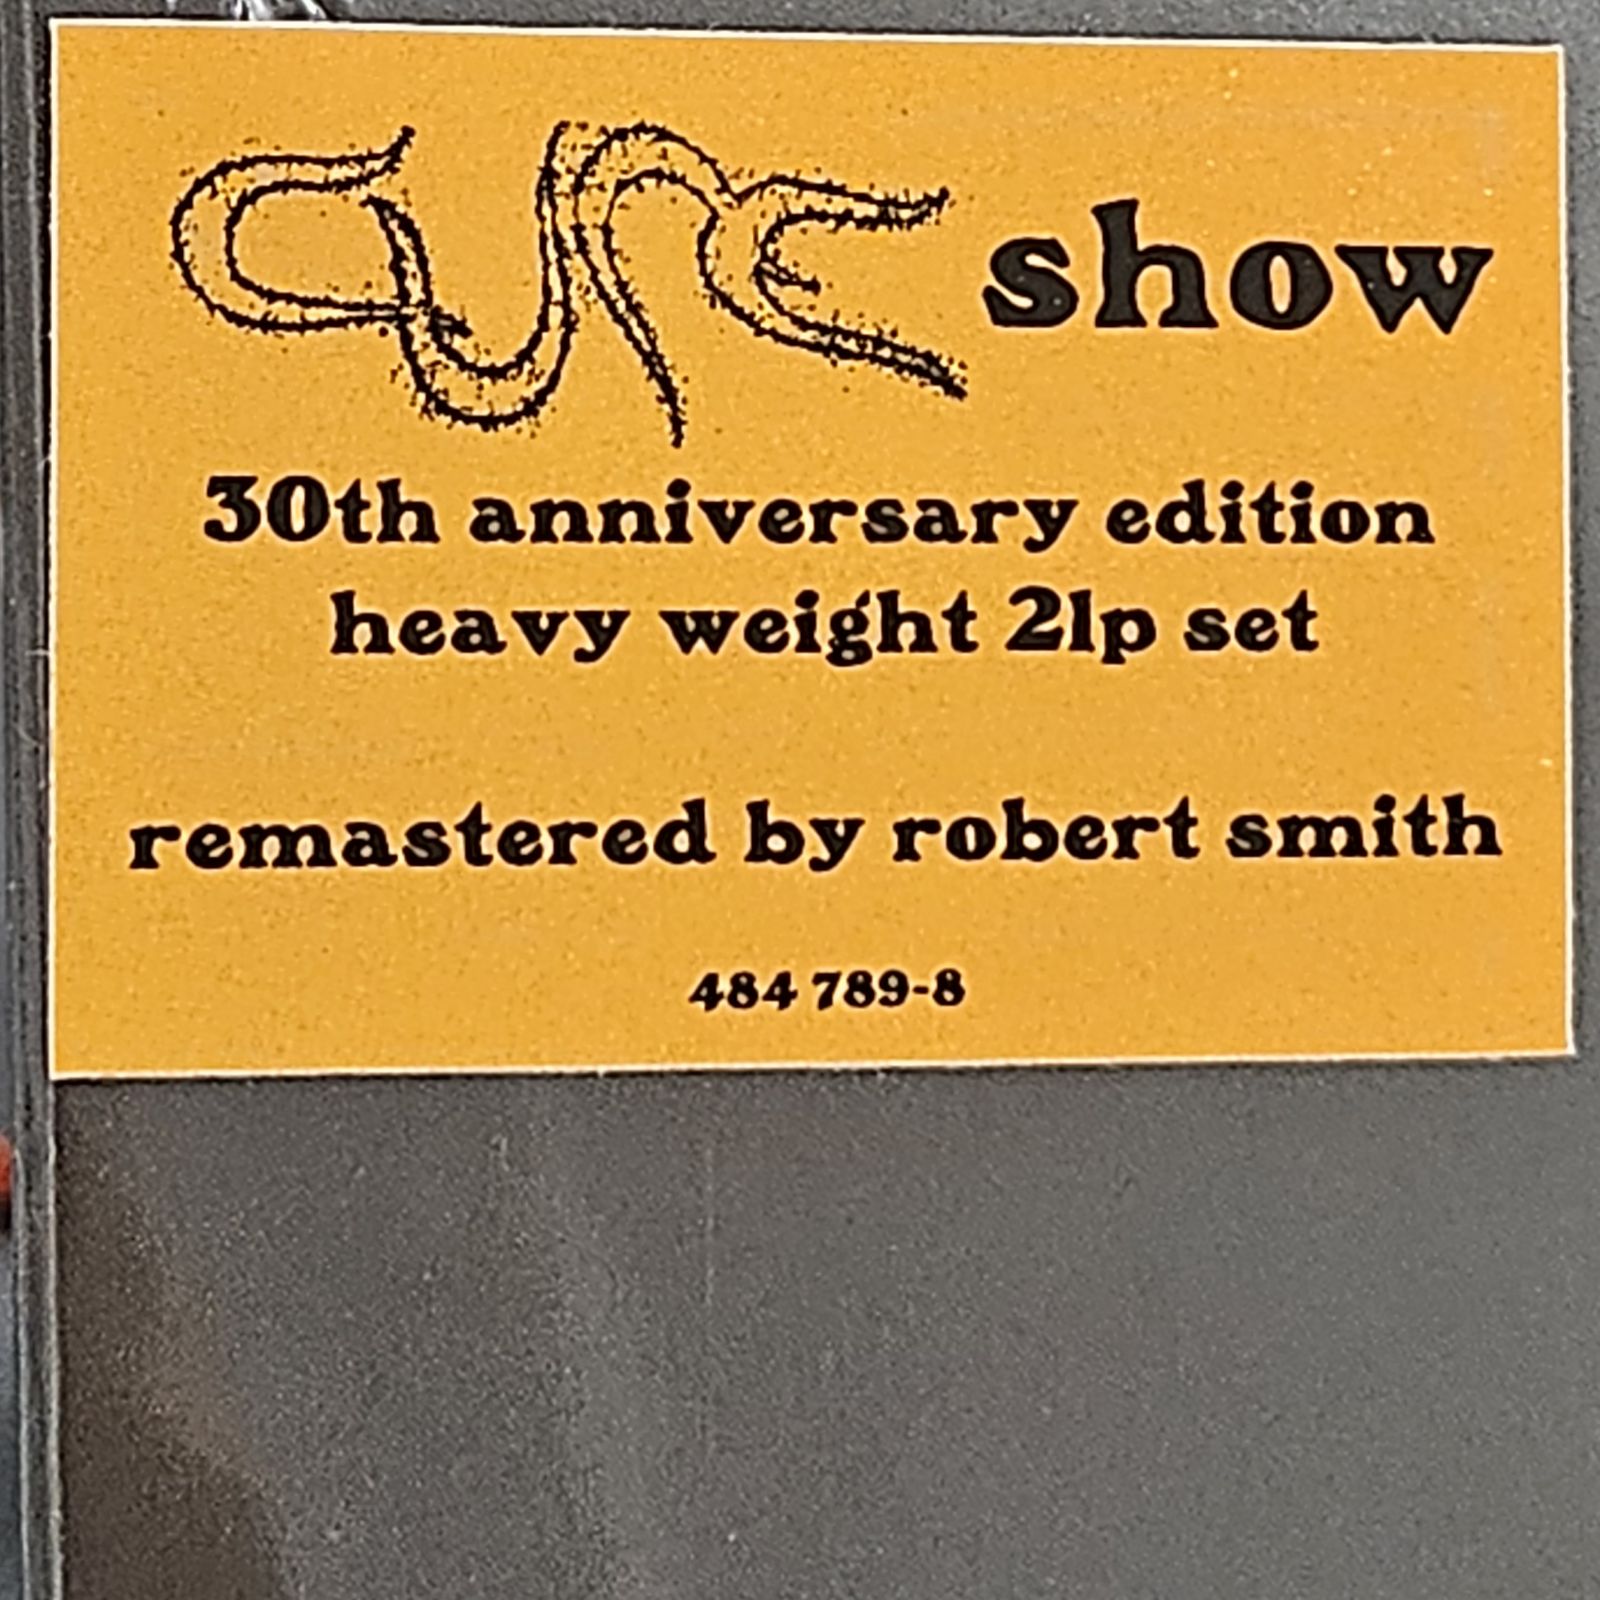 cure show
30th anniversary edition
heavy weight 2lp set
remastered by robert smith
484 789-8